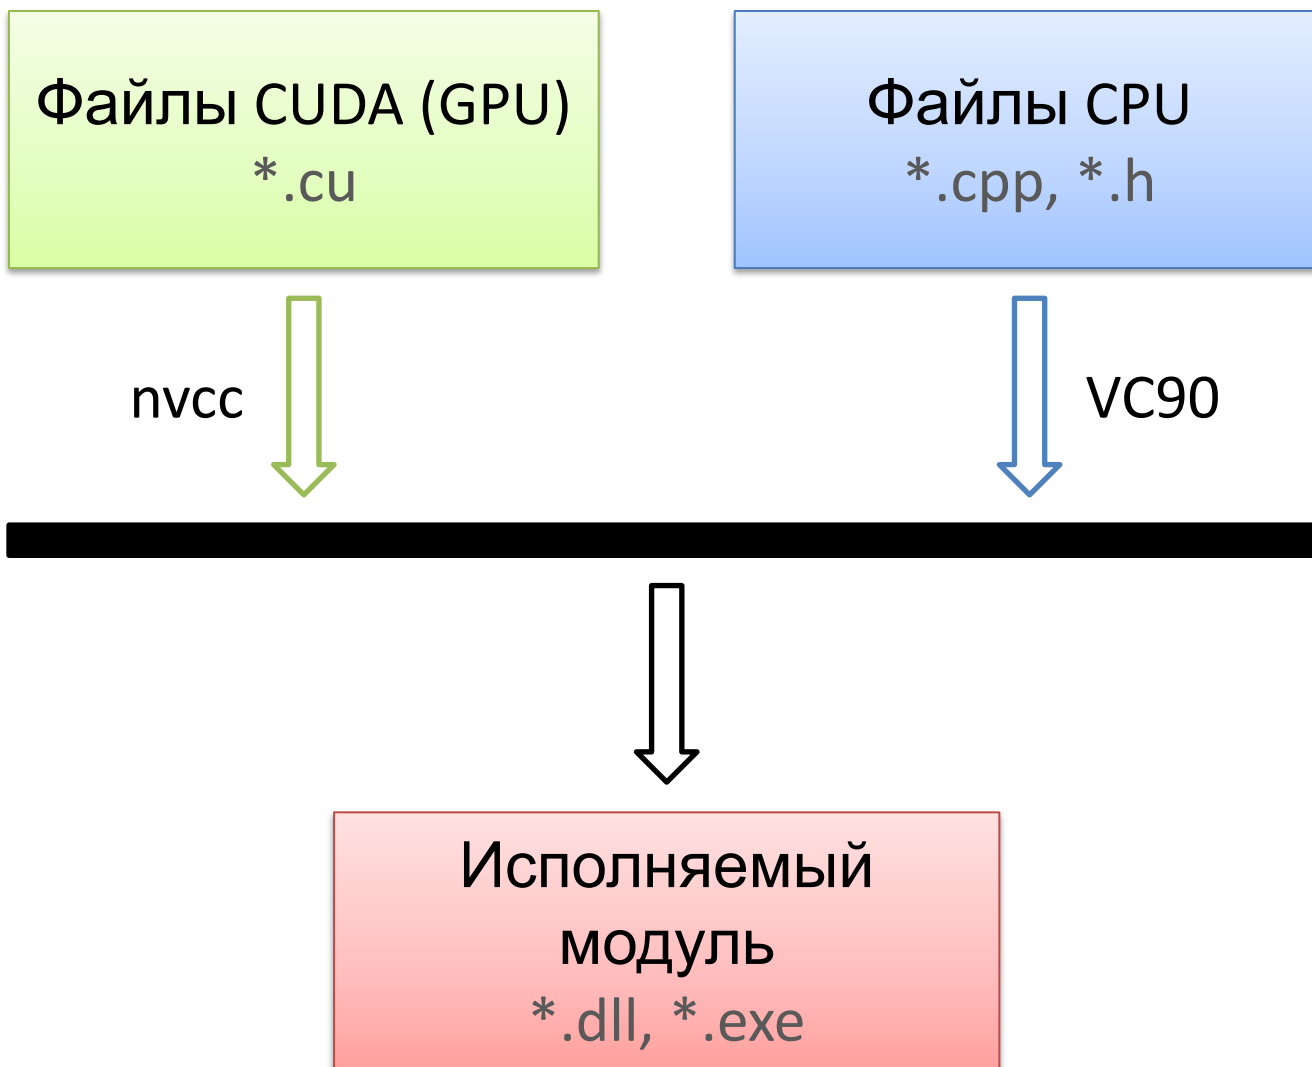 Файлы CUDA (GPU)
*.cu
Файлы CPU
*.cpp, *.h
nvcc
VC90
Исполняемый
модуль
*.dll, *.exe